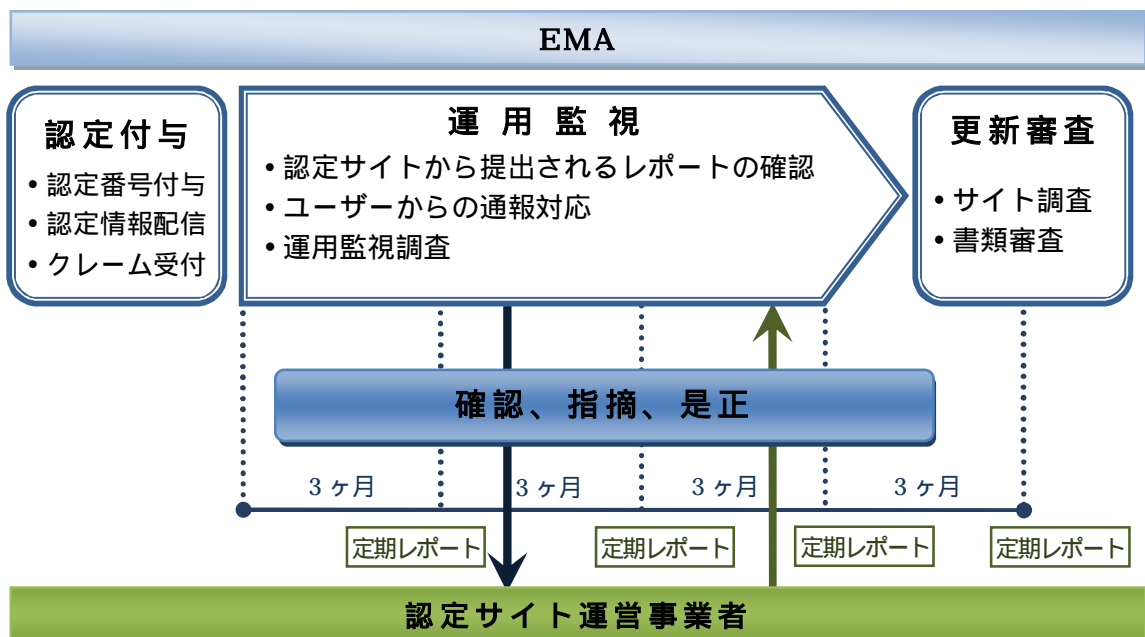 EMA
認定付与
• 認定番号付与
• 認定情報配信
• クレーム受付
運用監視
• 認定サイトから提出されるレポートの確認
• ユーザーからの通報対応
• 運用監視調査
更新審査
• サイト調査
• 書類審査
確認、指摘、是正
3 ヶ月
3 ヶ月
3 ヶ月
3 ヶ月
定期レポート
定期レポート
定期レポート
定期レポート
認定サイト運営事業者